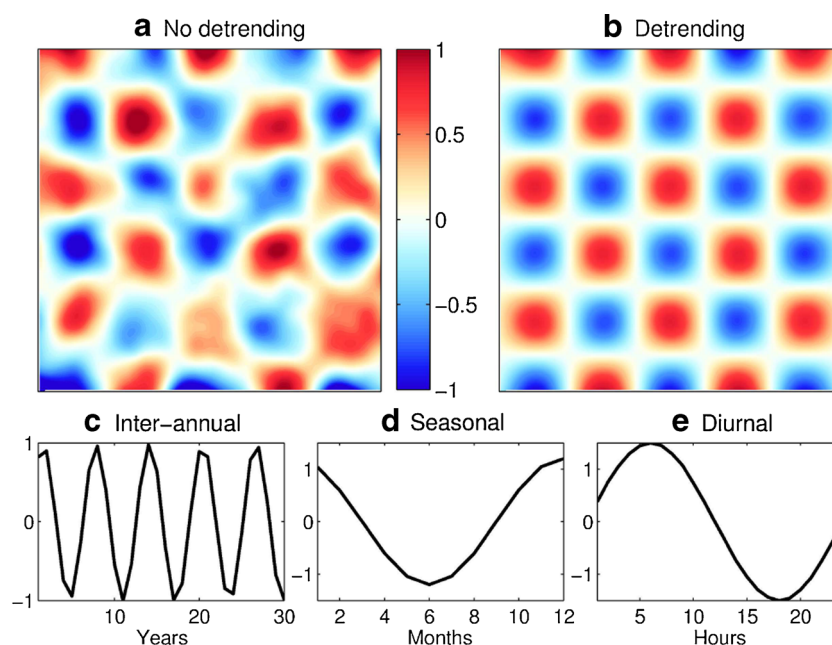 a No detrending
b Detrending
1
0.5
0
−0.5
−1
c Inter−annual
d Seasonal
e Diurnal
1
0
−1
10 20 30
Years
1
0
−1
2 4 6 8 10 12
Months
1
0
−1
5 10 15 20
Hours